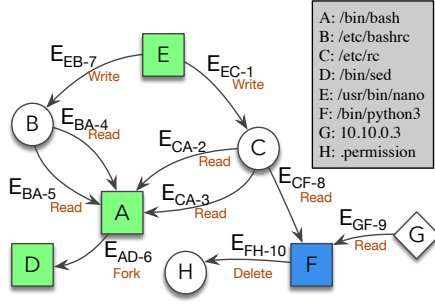 A: /bin/bash
B: /etc/bashrc
C: /etc/rc
D: /bin/sed
E: /usr/bin/nano
F: /bin/python3
G: 10.10.0.3
H: .permission
E
E_EB-7
Write
E_EC-1
Write
B
E_BA-4
Read
E_CA-2
Read
C
E_BA-5
Read
E_CA-3
Read
E_CF-8
Read
A
E_GF-9
Read
G
E_AD-6
Fork
D
H
E_FH-10
Delete
F